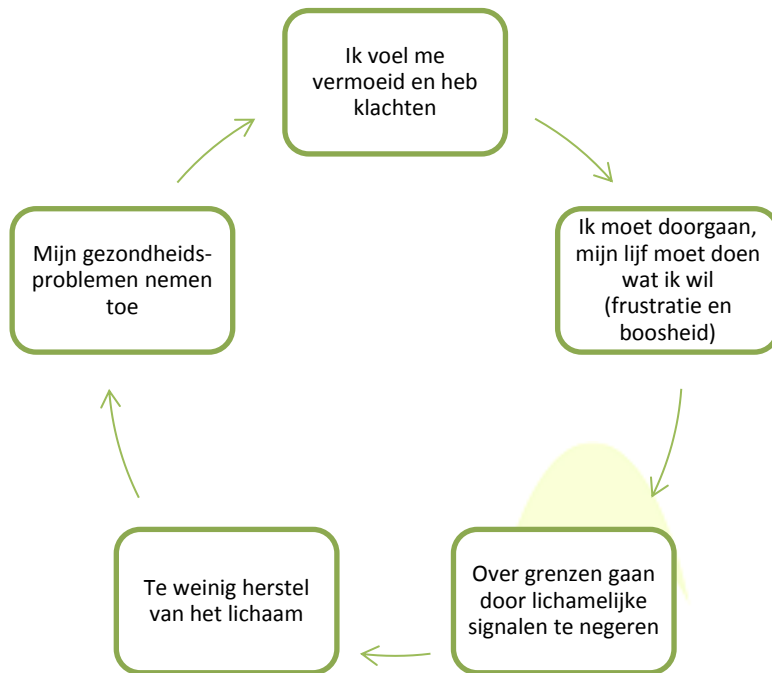 Ik voel me
vermoeid en heb
klachten
Ik moet doorgaan,
mijn lijf moet doen
wat ik wil
(frustratie en
boosheid)
Over grenzen gaan
door lichamelijke
signalen te negeren
Te weinig herstel
van het lichaam
Mijn gezondheids-
problemen nemen
toe